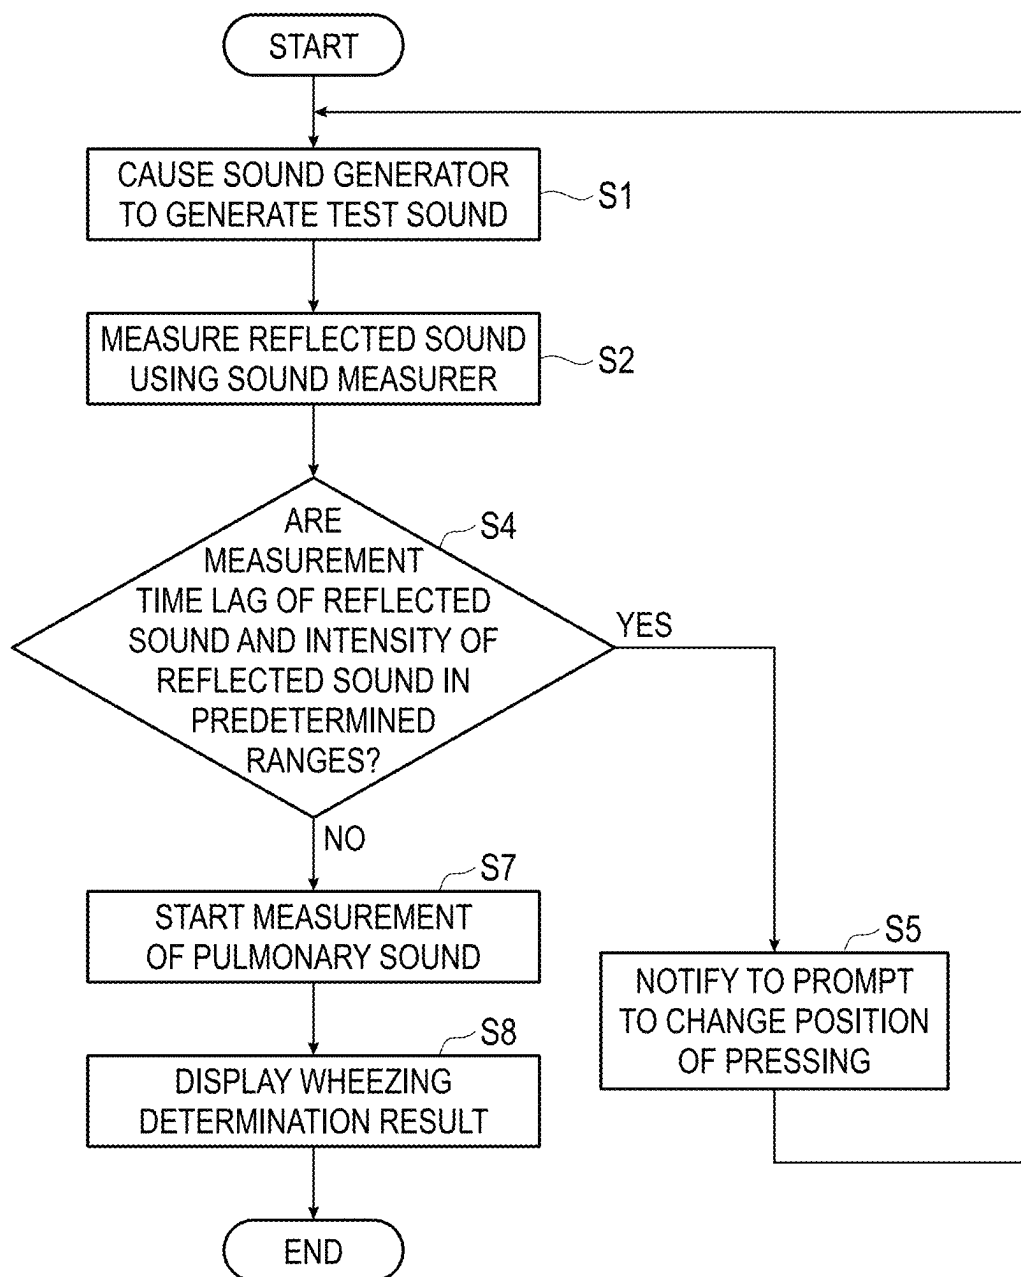 START
CAUSE SOUND GENERATOR
TO GENERATE TEST SOUND
S1
MEASURE REFLECTED SOUND
USING SOUND MEASURER
S2
ARE
MEASUREMENT
TIME LAG OF REFLECTED
SOUND AND INTENSITY OF
REFLECTED SOUND IN
PREDETERMINED
RANGES?
S4
YES
NO
S7
START MEASUREMENT
OF PULMONARY SOUND
S5
NOTIFY TO PROMPT
TO CHANGE POSITION
OF PRESSING
S8
DISPLAY WHEEZING
DETERMINATION RESULT
END